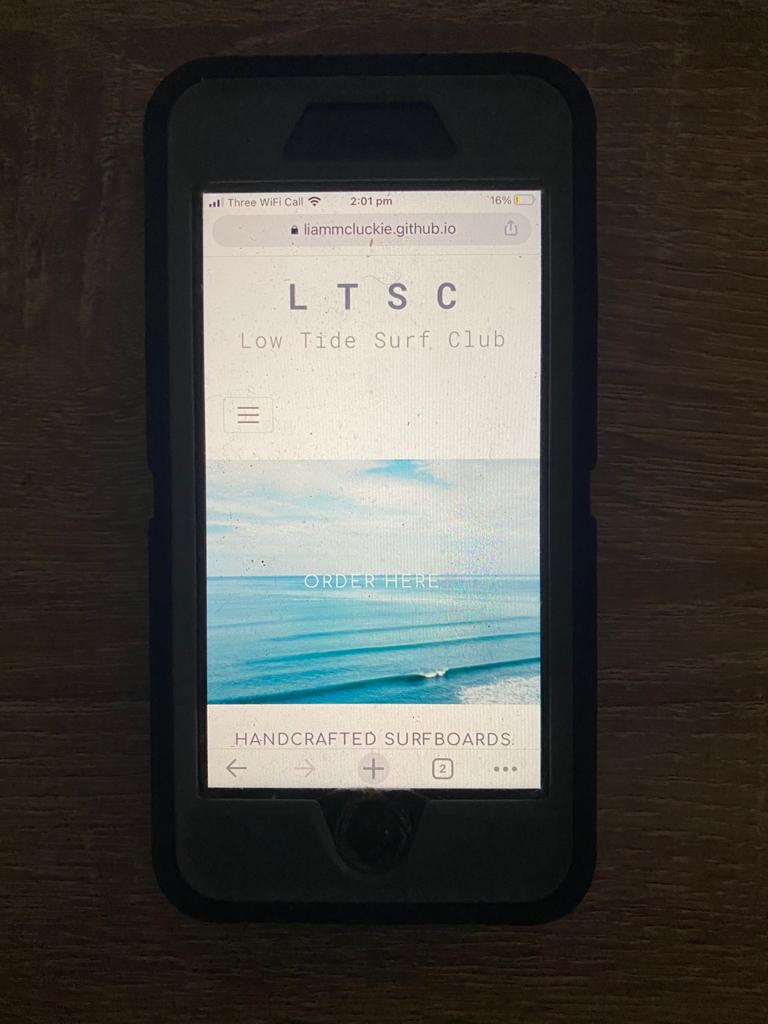 Three WiFi Call 2:01 pm 16%
liammcluckie.github.io
L T S C
Low Tide Surf Club
ORDER HERE
HANDCRAFTED SURFBOARDS
2